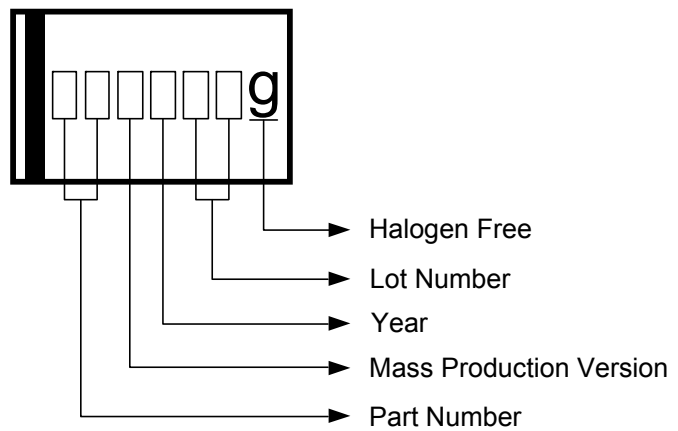 g
Halogen Free
Lot Number
Year
Mass Production Version
Part Number